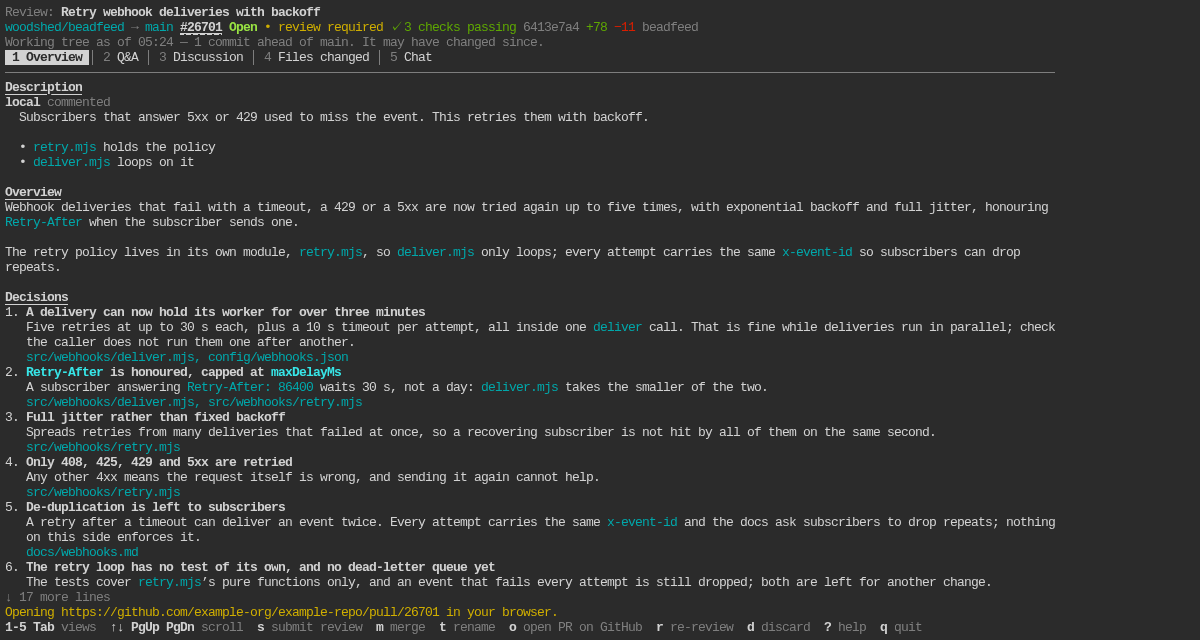 Review: Retry webhook deliveries with backoff
woodshed/beadfeed → main #26701 Open • review required ✓3 checks passing 6413e7a4 +78 −11 beadfeed
Working tree as of 05:24 — 1 commit ahead of main. It may have changed since.
1 Overview │ 2 Q&A │ 3 Discussion │ 4 Files changed │ 5 Chat
Description
local commented
Subscribers that answer 5xx or 429 used to miss the event. This retries them with backoff.
• retry.mjs holds the policy
• deliver.mjs loops on it
Overview
Webhook deliveries that fail with a timeout, a 429 or a 5xx are now tried again up to five times, with exponential backoff and full jitter, honouring
Retry-After when the subscriber sends one.
The retry policy lives in its own module, retry.mjs, so deliver.mjs only loops; every attempt carries the same x-event-id so subscribers can drop
repeats.
Decisions
1. A delivery can now hold its worker for over three minutes
Five retries at up to 30 s each, plus a 10 s timeout per attempt, all inside one deliver call. That is fine while deliveries run in parallel; check
the caller does not run them one after another.
src/webhooks/deliver.mjs, config/webhooks.json
2. Retry-After is honoured, capped at maxDelayMs
A subscriber answering Retry-After: 86400 waits 30 s, not a day: deliver.mjs takes the smaller of the two.
src/webhooks/deliver.mjs, src/webhooks/retry.mjs
3. Full jitter rather than fixed backoff
Spreads retries from many deliveries that failed at once, so a recovering subscriber is not hit by all of them on the same second.
src/webhooks/retry.mjs
4. Only 408, 425, 429 and 5xx are retried
Any other 4xx means the request itself is wrong, and sending it again cannot help.
src/webhooks/retry.mjs
5. De-duplication is left to subscribers
A retry after a timeout can deliver an event twice. Every attempt carries the same x-event-id and the docs ask subscribers to drop repeats; nothing
on this side enforces it.
docs/webhooks.md
6. The retry loop has no test of its own, and no dead-letter queue yet
The tests cover retry.mjs’s pure functions only, and an event that fails every attempt is still dropped; both are left for another change.
↓ 17 more lines
Opening https://github.com/example-org/example-repo/pull/26701 in your browser.
1-5 Tab views ↑↓ PgUp PgDn scroll s submit review m merge t rename o open PR on GitHub r re-review d discard ? help q quit